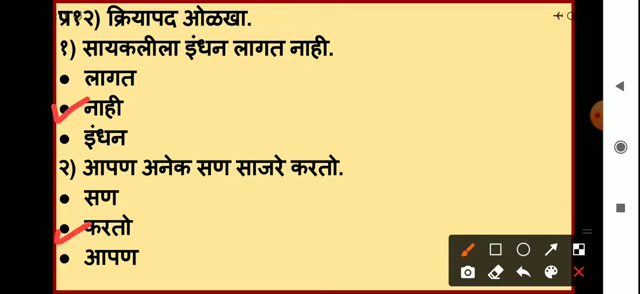 प्र१२) क्रियापद ओळखा.
१) सायकलीला इंधन लागत नाही.
● लागत
● नाही
● इंधन
२) आपण अनेक सण साजरे करतो.
● सण
● करतो
● आपण